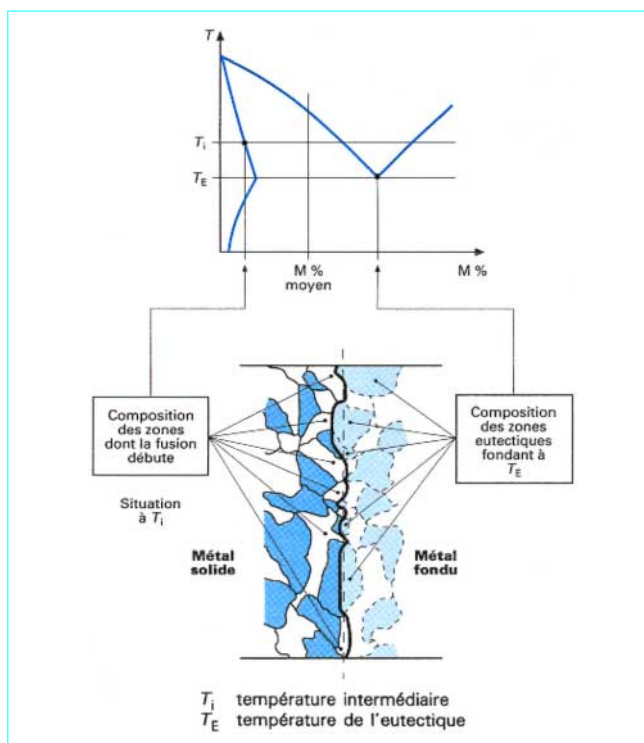 T
Ti
TE
M %
moyen
M %
Composition
des zones
dont la fusion
débute
Composition
des zones
eutectiques
fondant à
TE
Situation
à Ti
Métal
solide
Métal
fondu
Ti température intermédiaire
TE température de l'eutectique